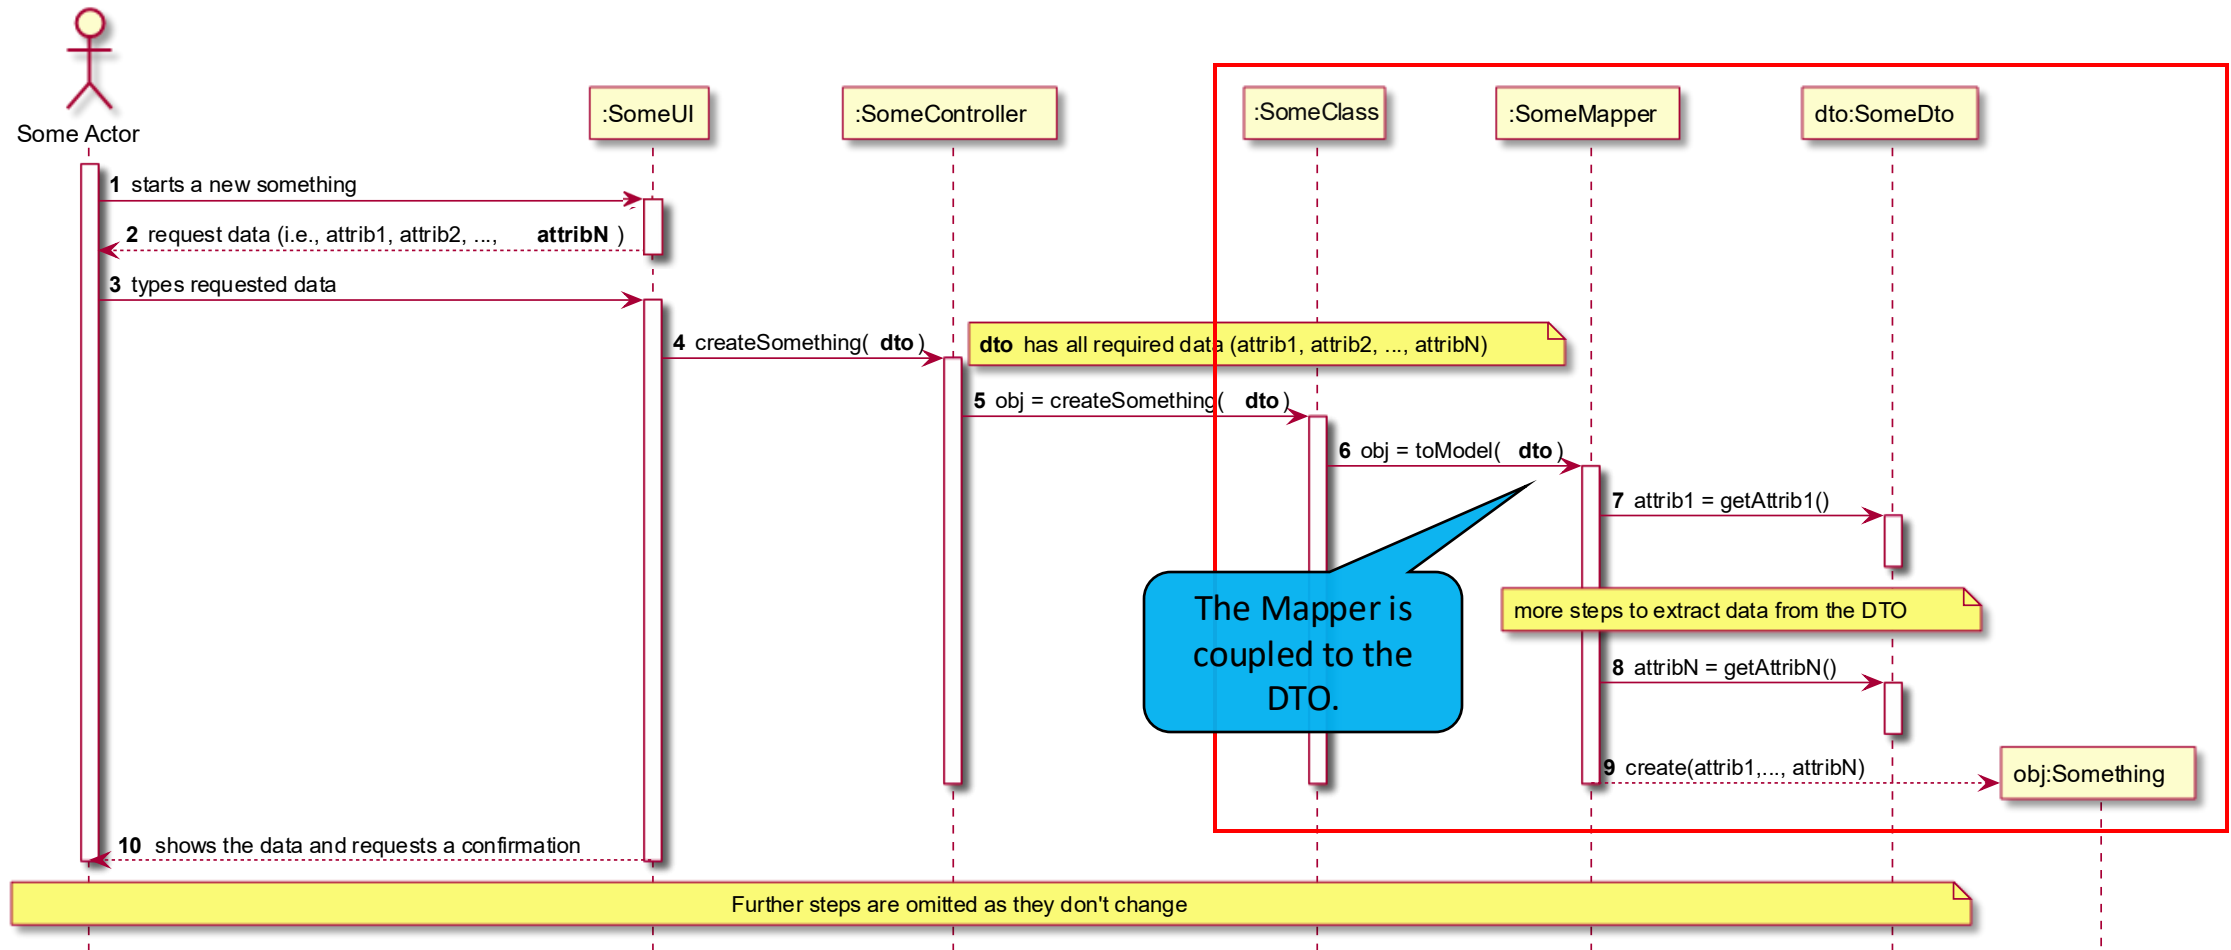 Some Actor
:SomeUI
:SomeController
:SomeClass
:SomeMapper
dto:SomeDto
1 starts a new something
2 request data (i.e., attrib1, attrib2, ..., attribN )
3 types requested data
4 createSomething( dto)
dto has all required data (attrib1, attrib2, ..., attribN)
5 obj = createSomething( dto)
6 obj = toModel( dto)
7 attrib1 = getAttrib1()
The Mapper is
coupled to the
DTO.
more steps to extract data from the DTO
8 attribN = getAttribN()
9 create(attrib1,..., attribN)
obj:Something
10 shows the data and requests a confirmation
Further steps are omitted as they don't change